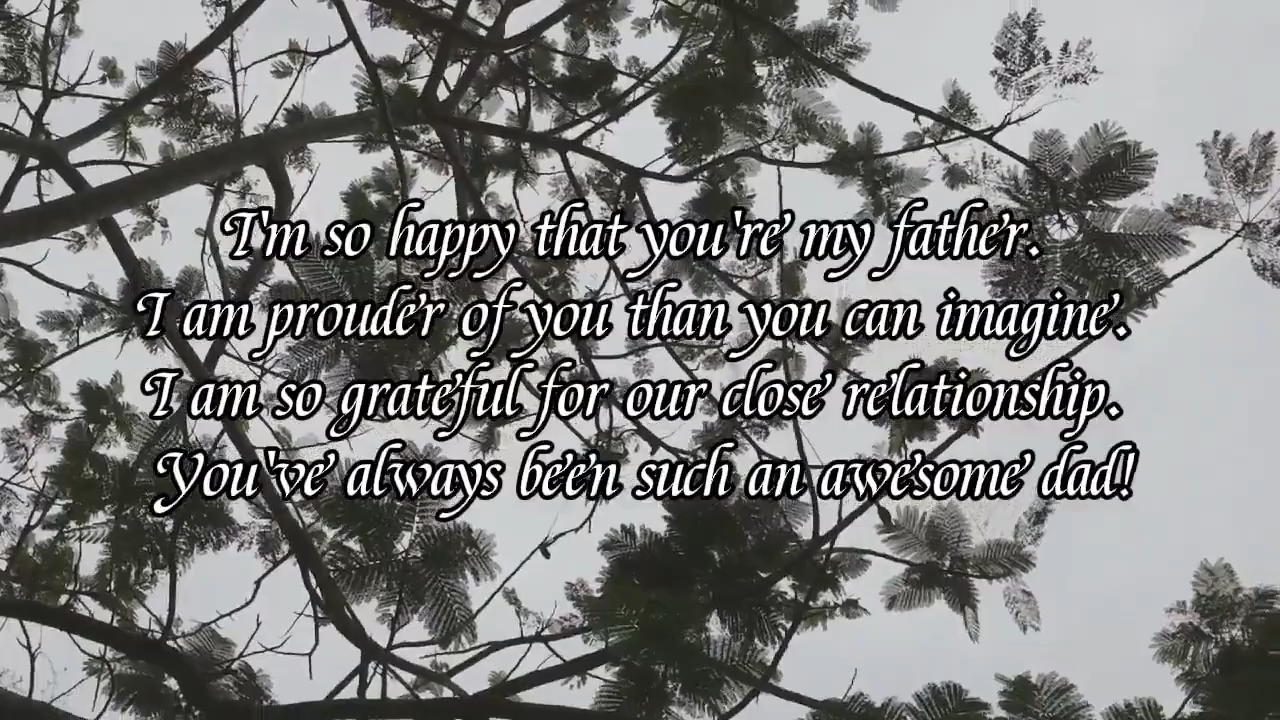 I'm so happy that you're my father.
I am prouder of you than you can imagine.
I am so grateful for our close relationship.
You've always been such an awesome dad!